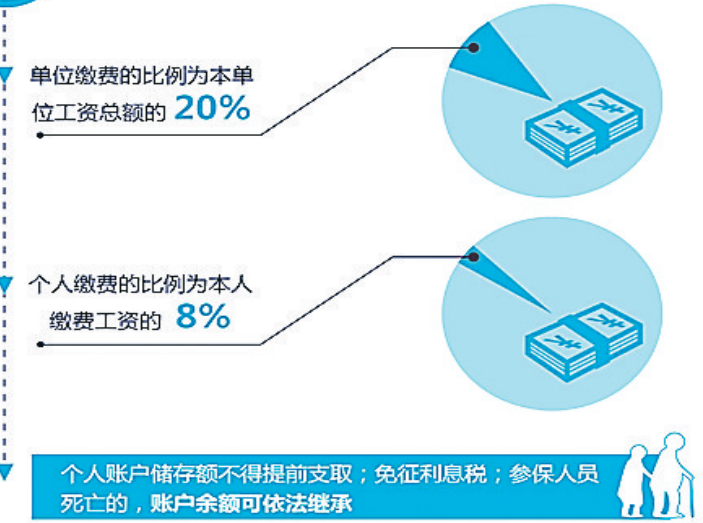 单位缴费的比例为本单
位工资总额的 20%
个人缴费的比例为本人
缴费工资的 8%
个人账户储存额不得提前支取；免征利息税；参保人员
死亡的，账户余额可依法继承